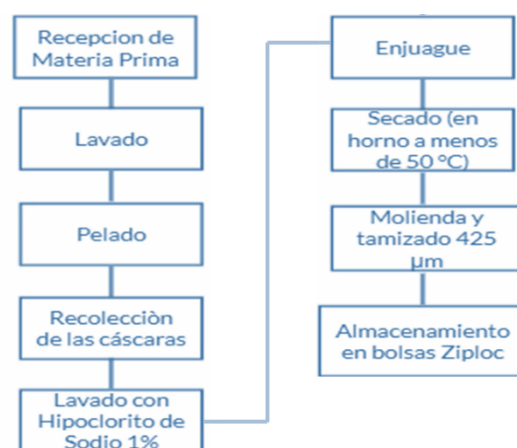 Recepcion de
Materia Prima
Lavado
Pelado
Recolecciòn
de las cáscaras
Lavado con
Hipoclorito de
Sodio 1%
Enjuague
Secado (en
horno a menos
de 50 °C)
Molienda y
tamizado 425
µm
Almacenamiento
en bolsas Ziploc